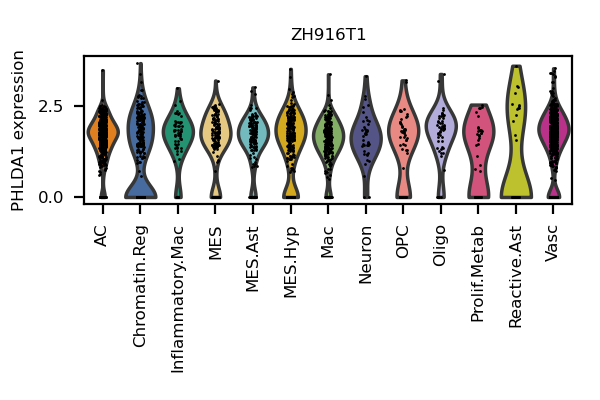 ZH916T1
PHLDA1 expression
2.5
0.0
AC
Chromatin.Reg
Inflammatory.Mac
MES
MES.Ast
MES.Hyp
Mac
Neuron
OPC
Oligo
Prolif.Metab
Reactive.Ast
Vasc